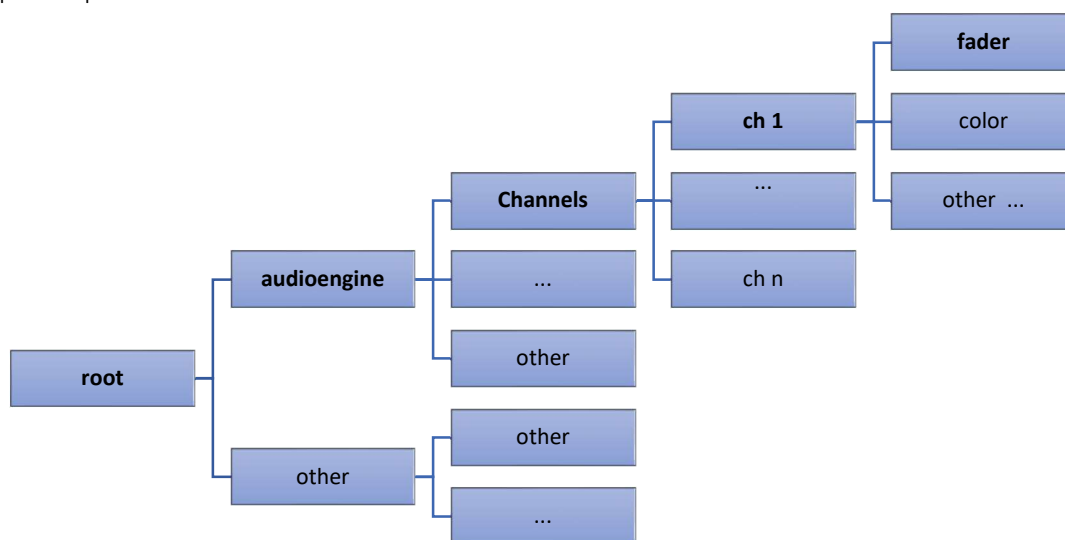 fader
ch 1
color
Channels
...
other ...
audioengine
...
ch n
root
other
other
other
...